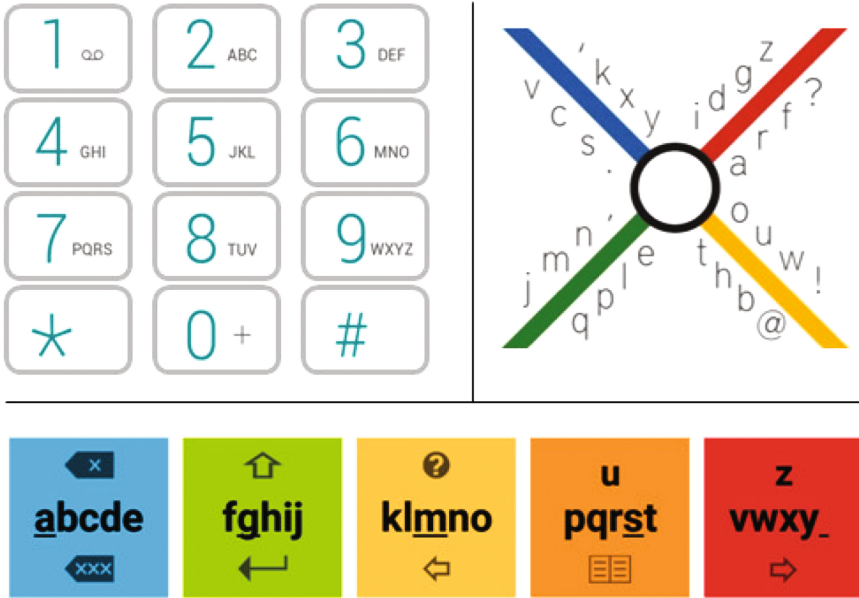 1
2 ABC
3 DEF
4 GHI
5 JKL
6 MNO
7 PQRS
8 TUV
9 WXYZ
*
0 +
#
' k x y
v c s .
i d g z
a r f ?
, n m j
e l p q
o u w !
t h b @
x
abcde
xxx
fghij
?
klmno
u
pqrst
z
vwxy_